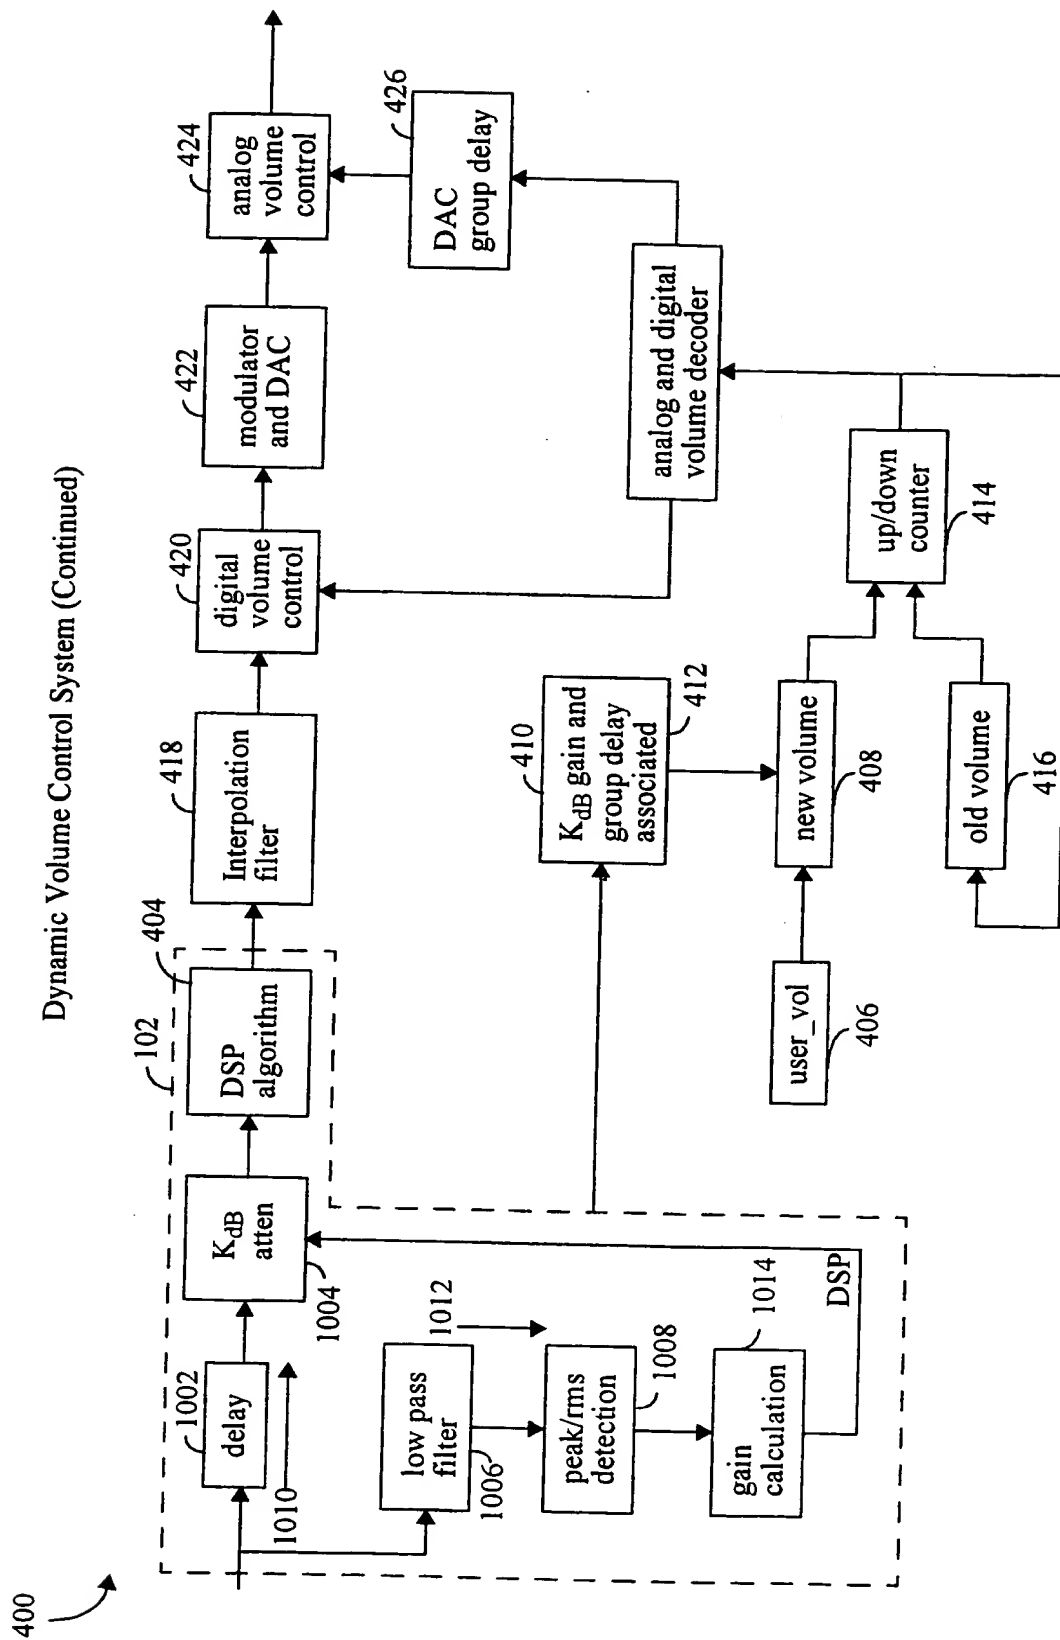 Dynamic Volume Control System (Continued)
400
102
1002
delay
1010
K_dB
atten
1004
404
DSP
algorithm
418
Interpolation
filter
420
digital
volume
control
422
modulator
and DAC
424
analog
volume
control
low pass
filter
1006
1012
peak/rms
detection
1008
gain
calculation
1014
DSP
410
K_dB gain and
group delay
associated
412
analog and digital
volume decoder
426
DAC
group delay
user_vol
406
new volume
408
old volume
416
up/down
counter
414